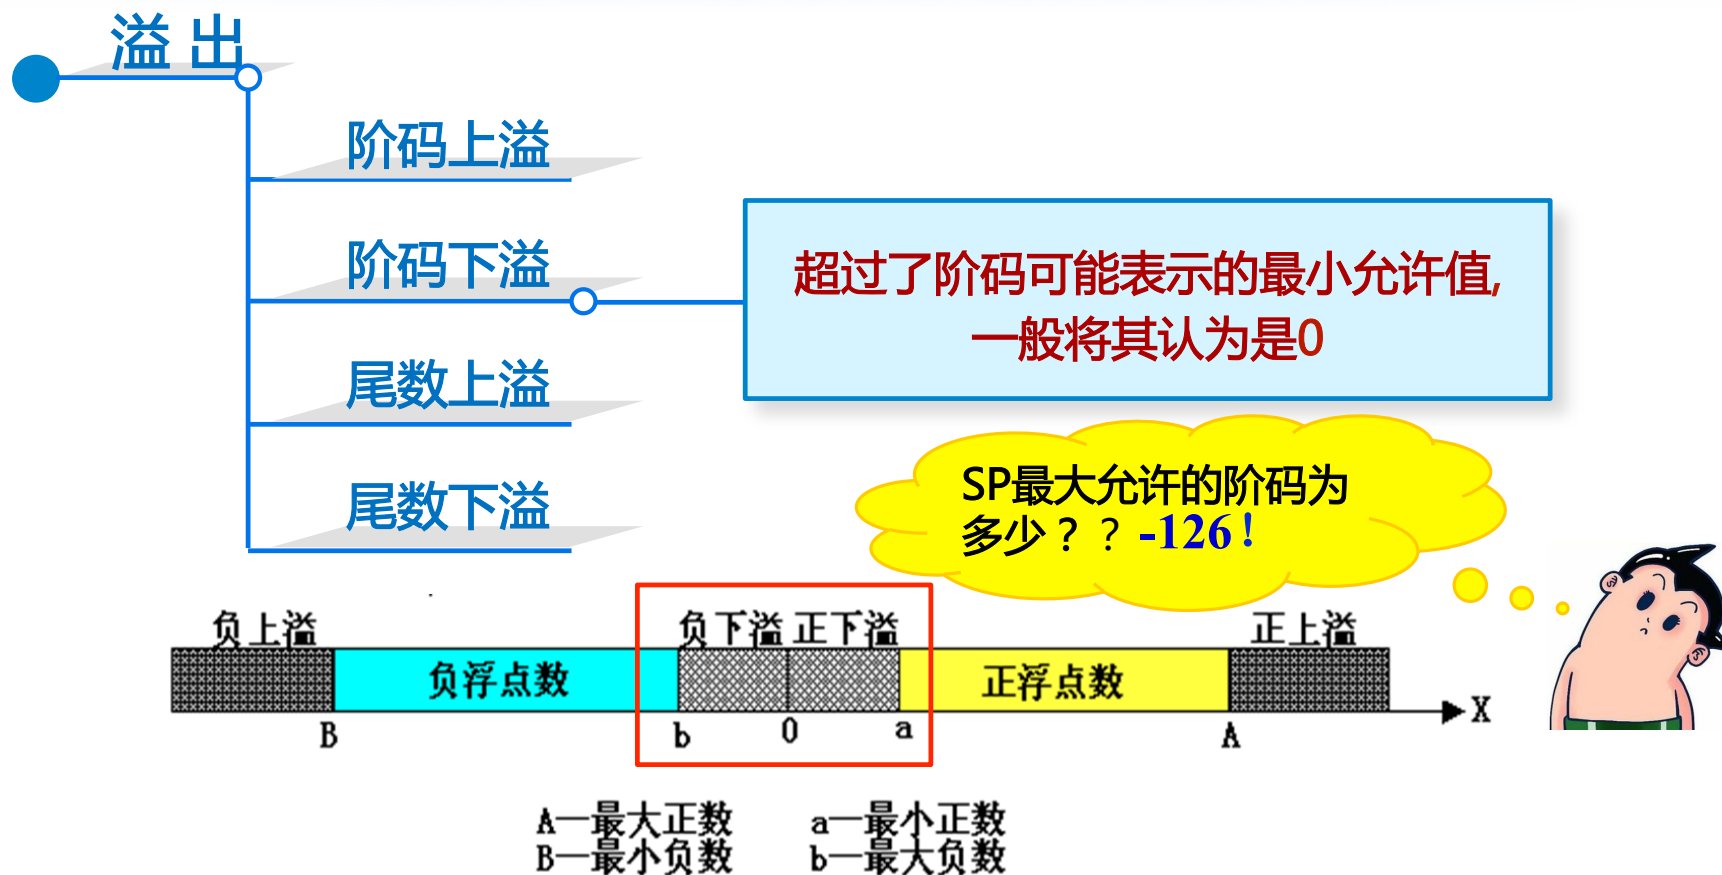 溢 出
阶码上溢
阶码下溢
超过了阶码可能表示的最小允许值,
一般将其认为是0
尾数上溢
尾数下溢
SP最大允许的阶码为
多少？？ -126！
负上溢
负下溢 正下溢
正上溢
负浮点数
正浮点数
B
b
0
a
A
X
A—最大正数
a—最小正数
B—最小负数
b—最大负数